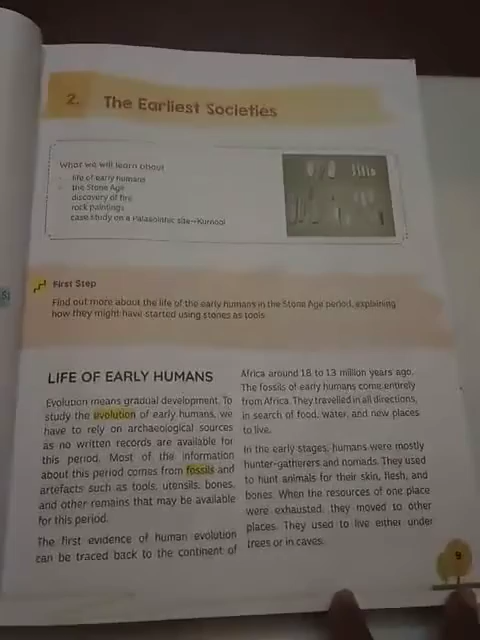 2. The Earliest Societies
What we will learn about
life of early humans
the Stone Age
discovery of fire
rock paintings
case study on a Palaeolithic site—Kurnool
First Step
Find out more about the life of the early humans in the Stone Age period, explaining
how they might have started using stones as tools.
LIFE OF EARLY HUMANS
Evolution means gradual development. To
study the evolution of early humans, we
have to rely on archaeological sources
as no written records are available for
this period. Most of the information
about this period comes from fossils and
artefacts such as tools, utensils, bones,
and other remains that may be available
for this period.
The first evidence of human evolution
can be traced back to the continent of
Africa around 18 to 13 million years ago.
The fossils of early humans come entirely
from Africa. They travelled in all directions,
in search of food, water, and new places
to live.
In the early stages, humans were mostly
hunter-gatherers and nomads. They used
to hunt animals for their skin, flesh, and
bones. When the resources of one place
were exhausted, they moved to other
places. They used to live either under
trees or in caves.
9